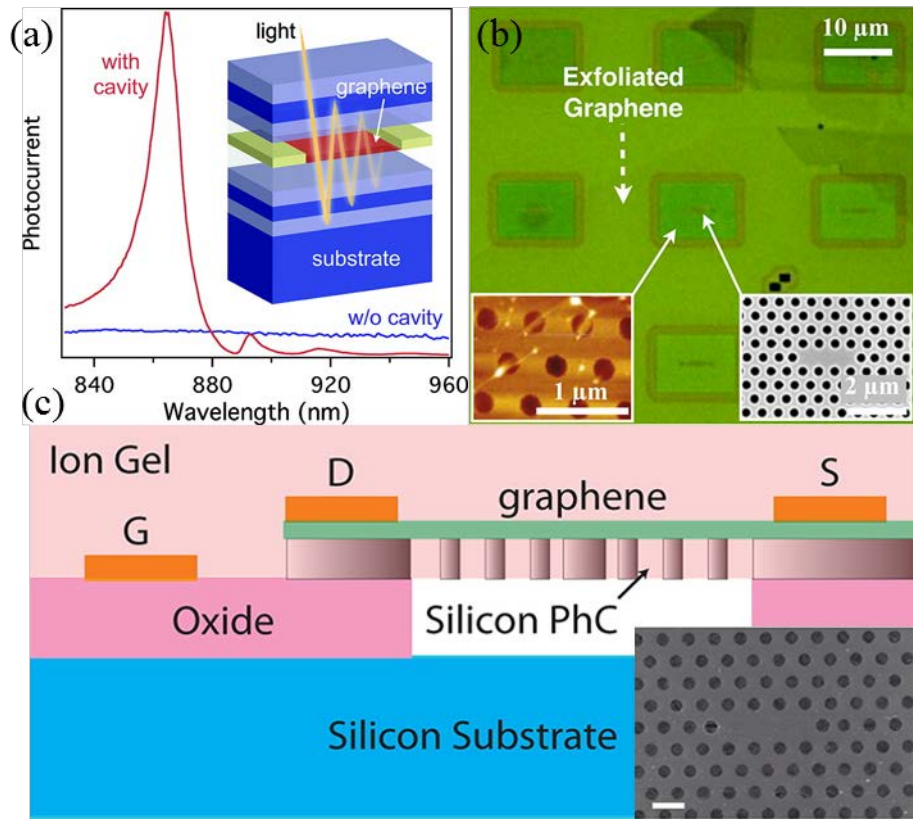 (a)
with
cavity
light
graphene
substrate
w/o cavity
Photocurrent
840
880
920
960
Wavelength (nm)
(b)
10 µm
Exfoliated
Graphene
1 µm
2 µm
(c)
Ion Gel
D
S
graphene
G
Oxide
Silicon PhC
Silicon Substrate